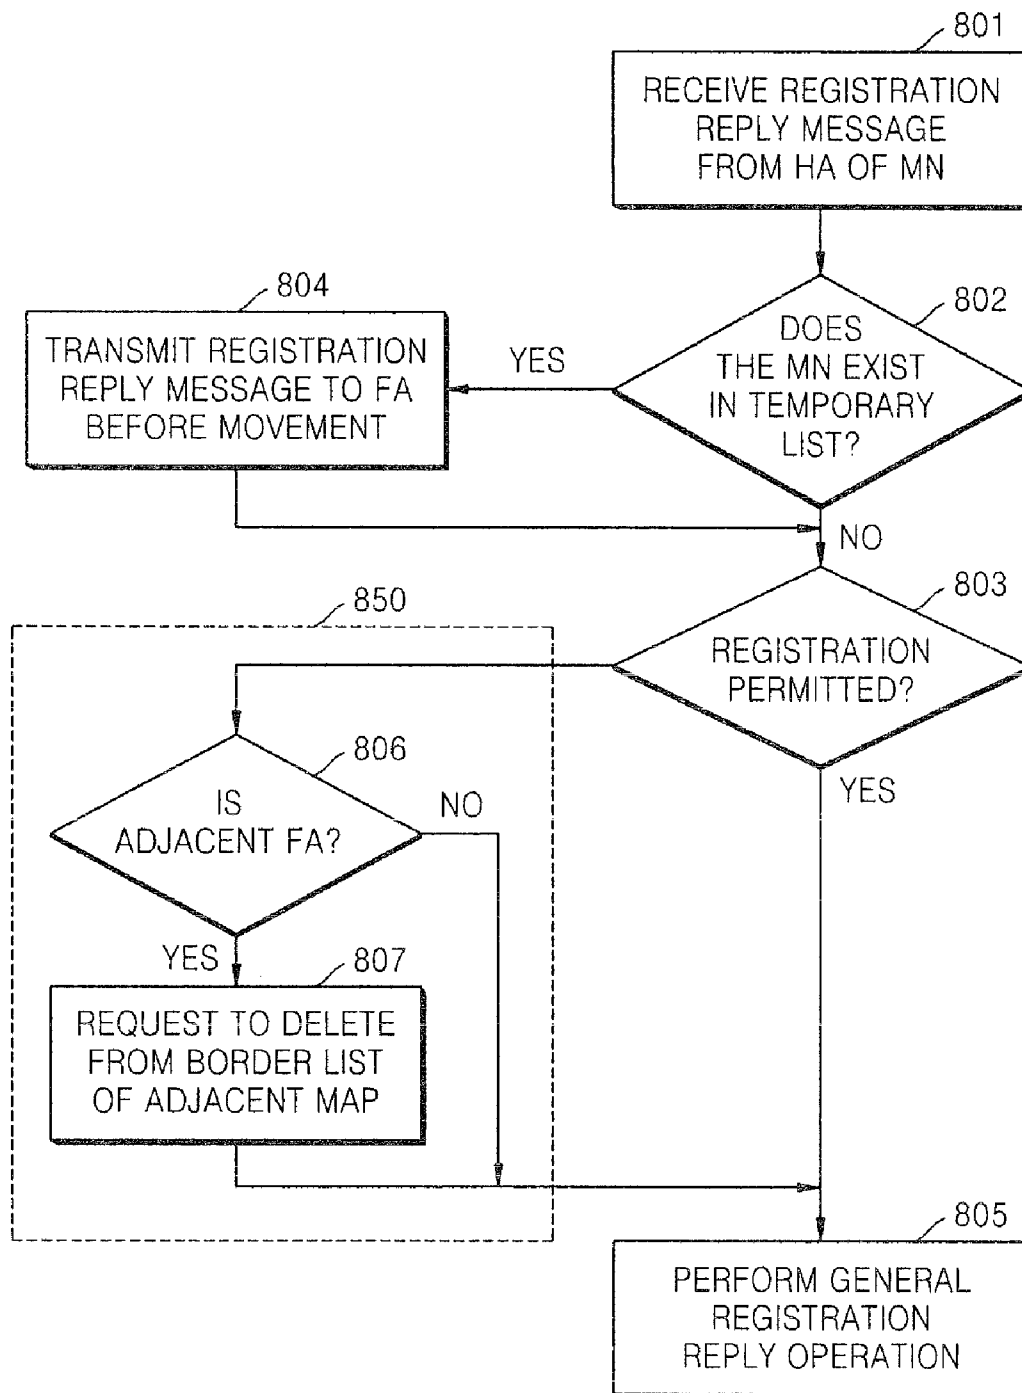 801
RECEIVE REGISTRATION
REPLY MESSAGE
FROM HA OF MN
802
DOES
THE MN EXIST
IN TEMPORARY
LIST?
YES
804
TRANSMIT REGISTRATION
REPLY MESSAGE TO FA
BEFORE MOVEMENT
NO
803
REGISTRATION
PERMITTED?
YES
850
806
IS
ADJACENT FA?
NO
YES
807
REQUEST TO DELETE
FROM BORDER LIST
OF ADJACENT MAP
805
PERFORM GENERAL
REGISTRATION
REPLY OPERATION